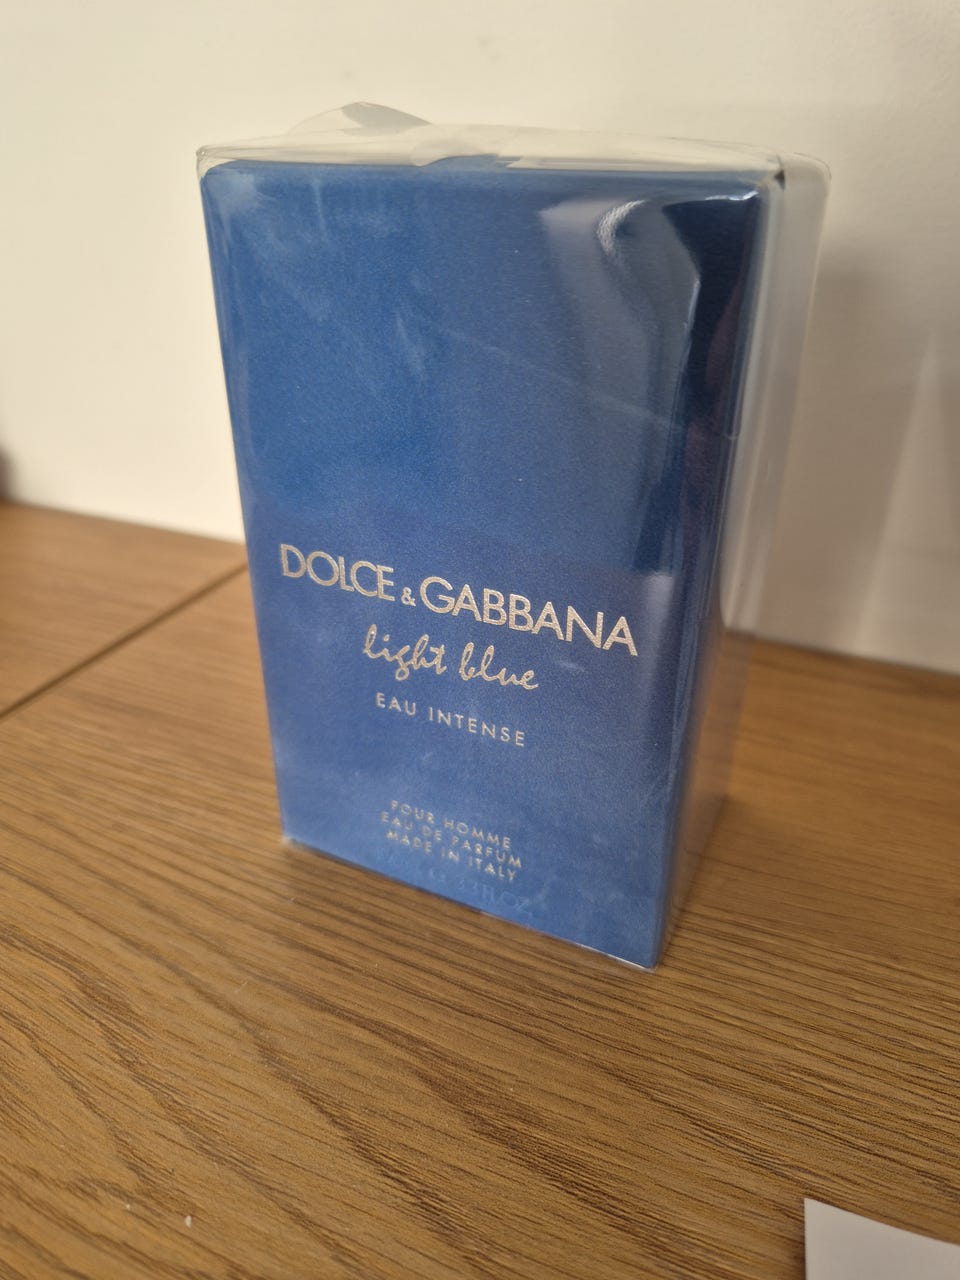 DOLCE & GABBANA
light blue
EAU INTENSE
POUR HOMME
EAU DE PARFUM
MADE IN ITALY